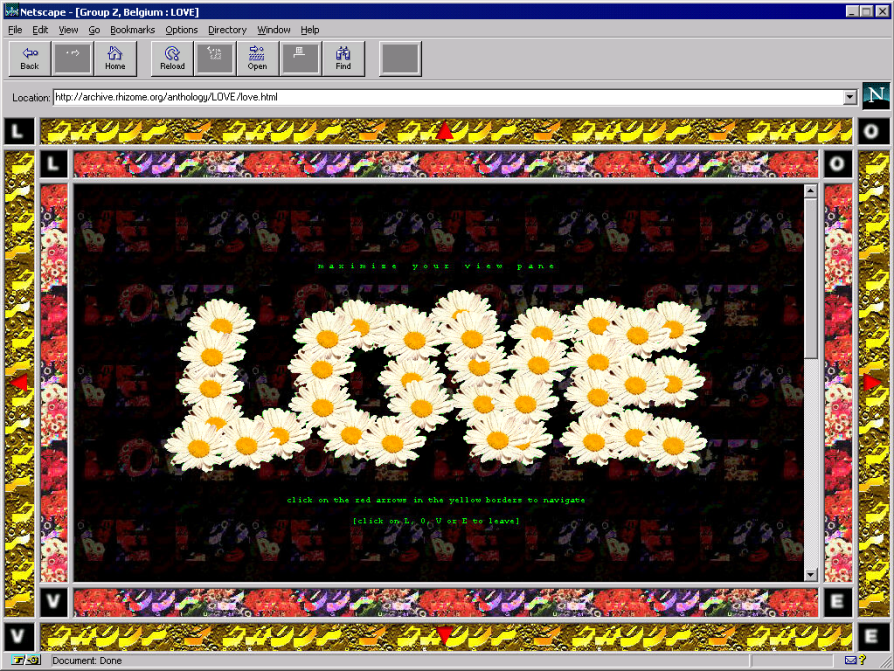 Netscape - [Group Z, Belgium : LOVE]
File Edit View Go Bookmarks Options Directory Window Help
Back Home Reload Open Find
Location: http://archive.rhizome.org/anthology/LOVE/love.html
N
L O
L O
maximize your view pane
LOVE
click on the red arrows in the yellow borders to navigate
[click on L, O, V or E to leave]
V E
V E
Document: Done